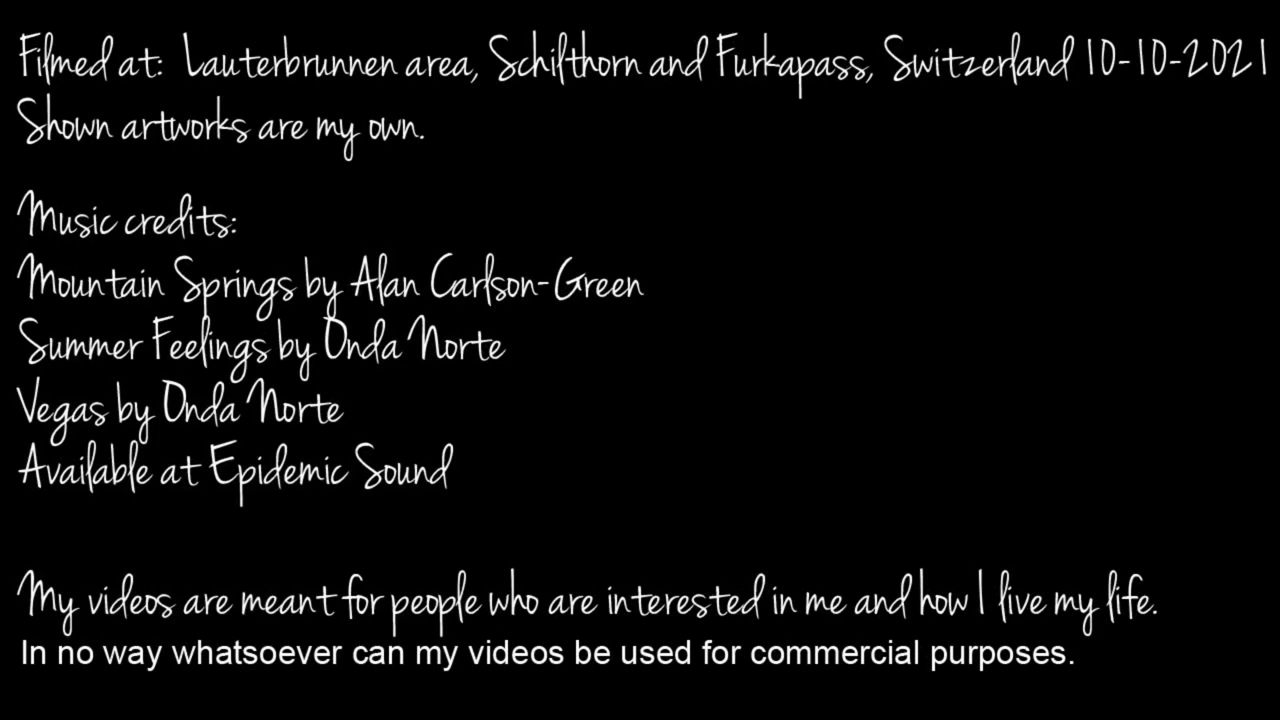 Filmed at: Lauterbrunnen area, Schilthorn and Furkapass, Switzerland 10-10-2021
Shown artworks are my own.
Music credits:
Mountain Springs by Alan Carlson-Green
Summer Feelings by Onda Norte
Vegas by Onda Norte
Available at Epidemic Sound
My videos are meant for people who are interested in me and how I live my life.
In no way whatsoever can my videos be used for commercial purposes.